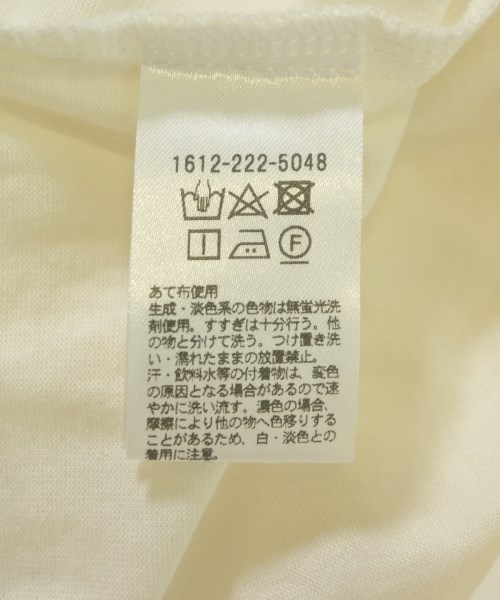 1612-222-5048
F
あて布使用
生成・淡色系の色物は無蛍光洗
剤使用。すすぎは十分行う。他
の物と分けて洗う。つけ置き洗
い・濡れたままの放置禁止。
汗・飲料水等の付着物は、変色
の原因となる場合があるので速
やかに洗い流す。濃色の場合、
摩擦により他の物へ色移りする
ことがあるため、白・淡色との
着用に注意。